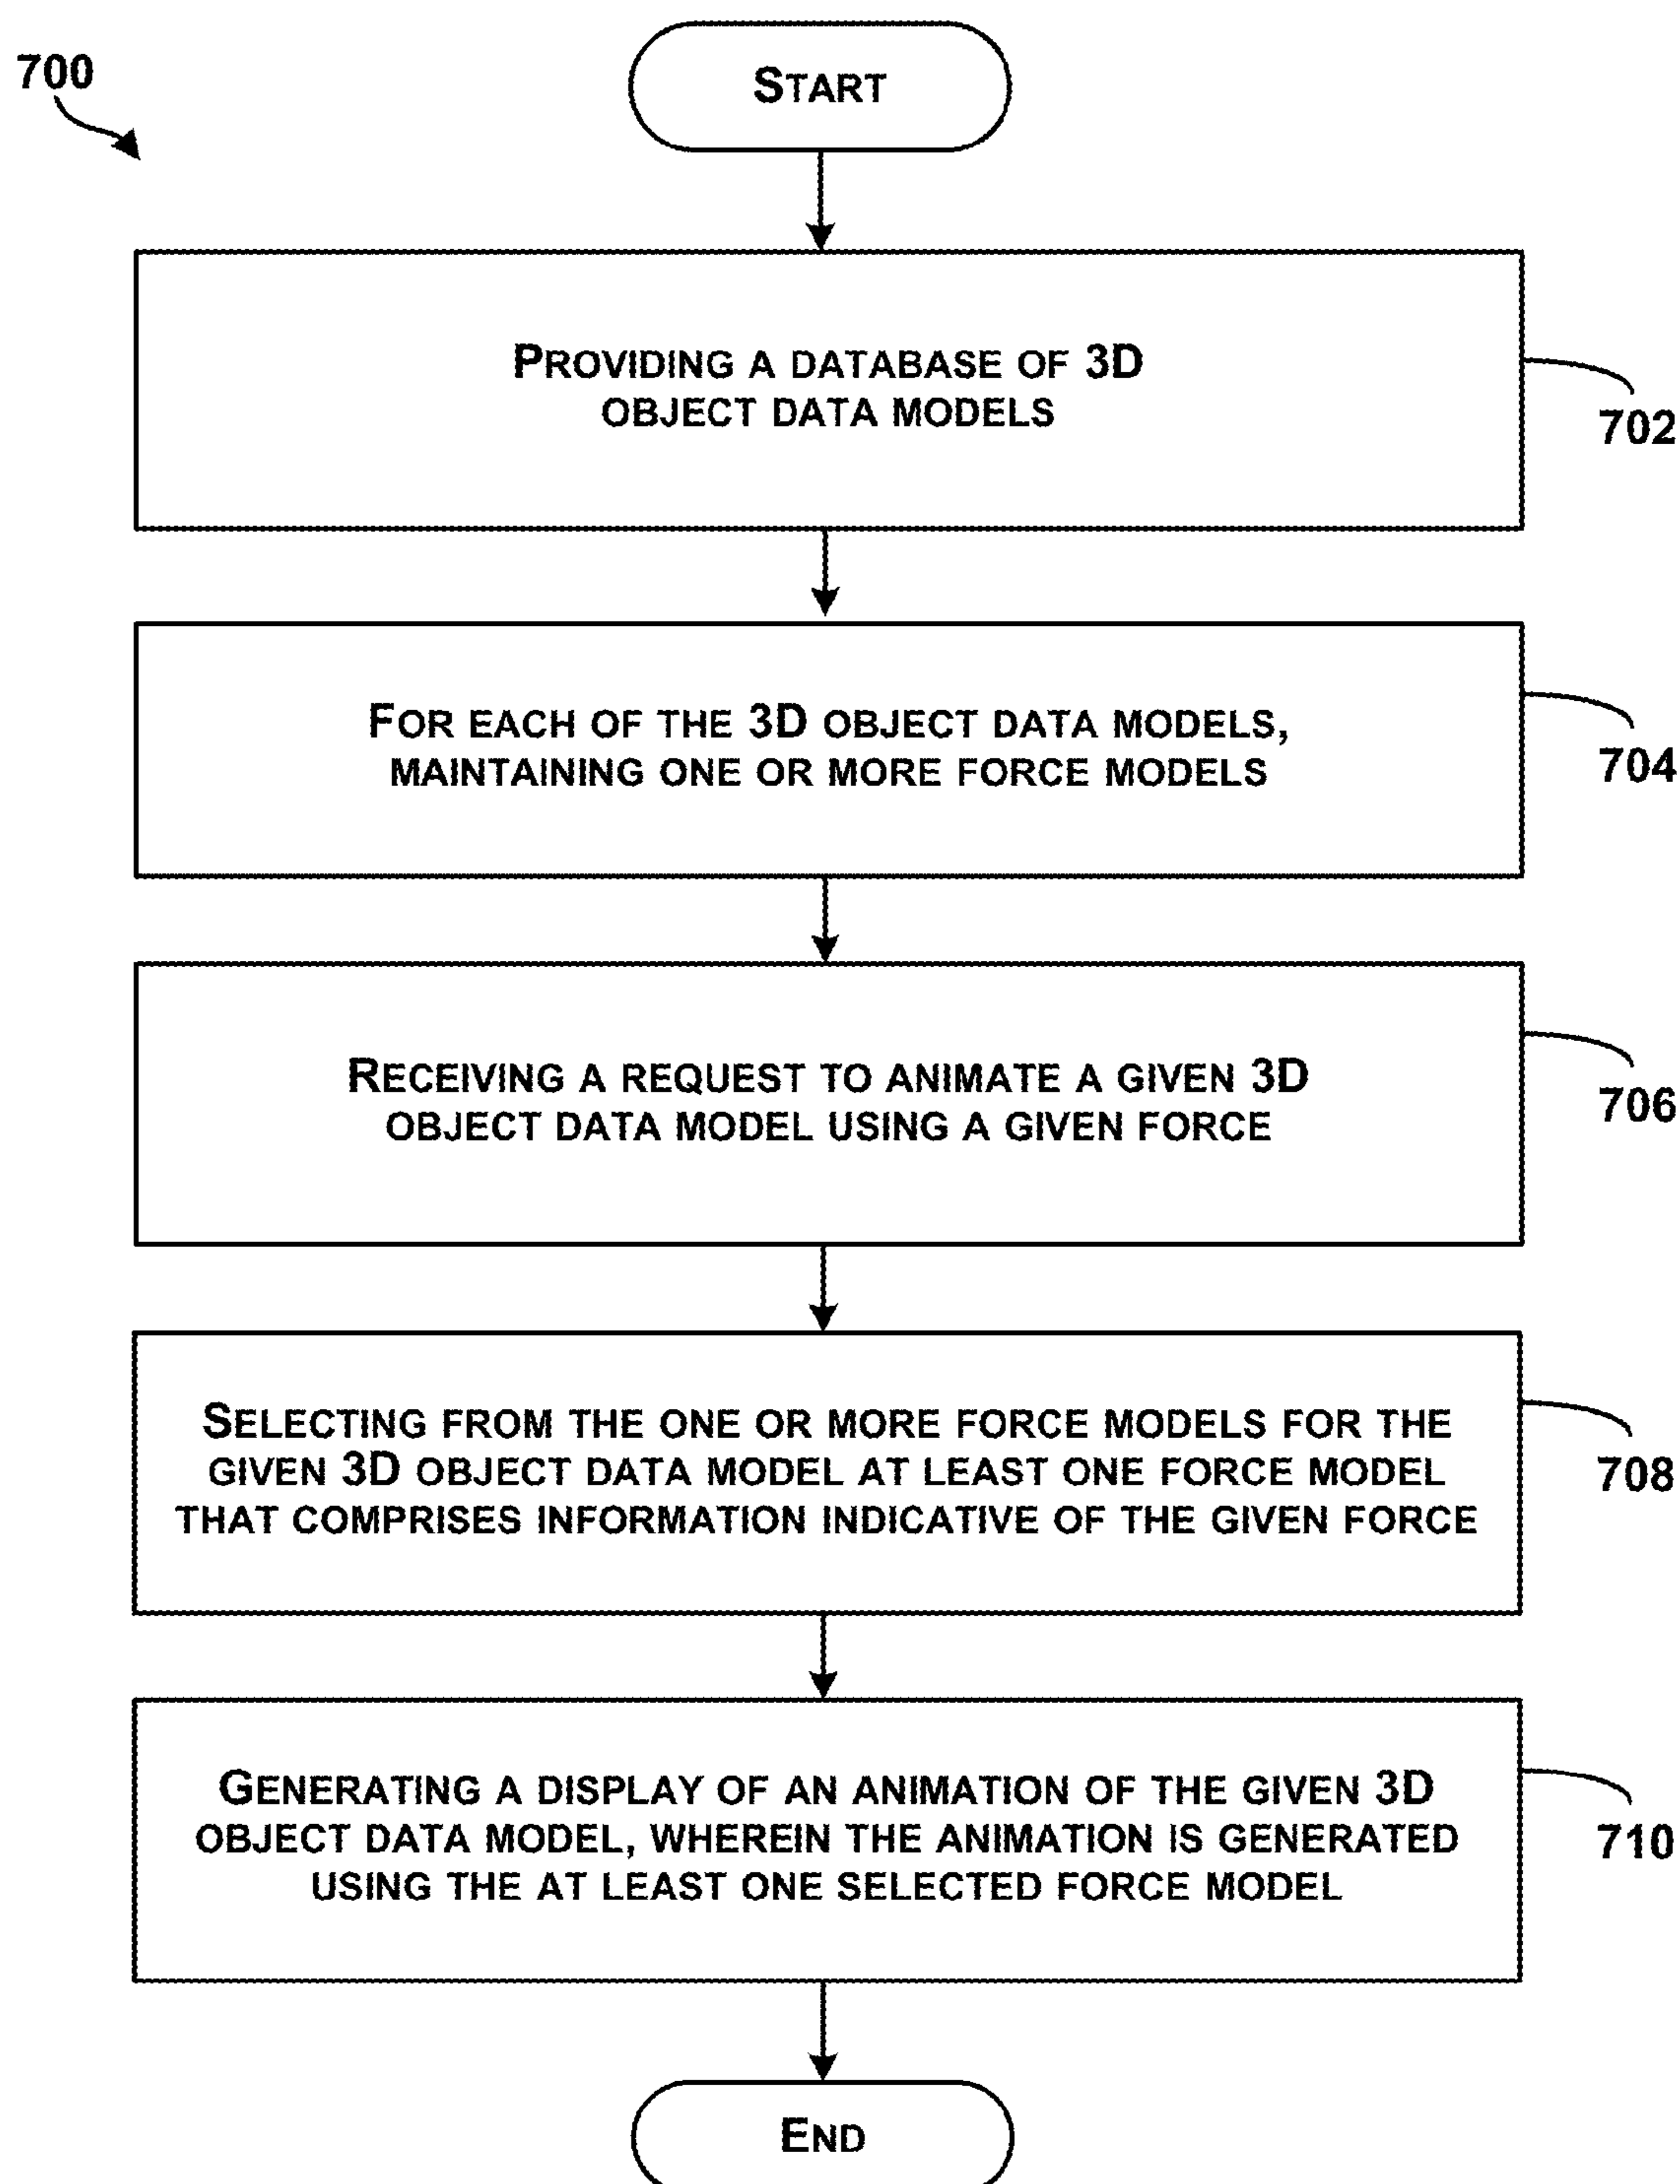 700
START
PROVIDING A DATABASE OF 3D
OBJECT DATA MODELS
702
FOR EACH OF THE 3D OBJECT DATA MODELS,
MAINTAINING ONE OR MORE FORCE MODELS
704
RECEIVING A REQUEST TO ANIMATE A GIVEN 3D
OBJECT DATA MODEL USING A GIVEN FORCE
706
SELECTING FROM THE ONE OR MORE FORCE MODELS FOR THE
GIVEN 3D OBJECT DATA MODEL AT LEAST ONE FORCE MODEL
THAT COMPRISES INFORMATION INDICATIVE OF THE GIVEN FORCE
708
GENERATING A DISPLAY OF AN ANIMATION OF THE GIVEN 3D
OBJECT DATA MODEL, WHEREIN THE ANIMATION IS GENERATED
USING THE AT LEAST ONE SELECTED FORCE MODEL
710
END